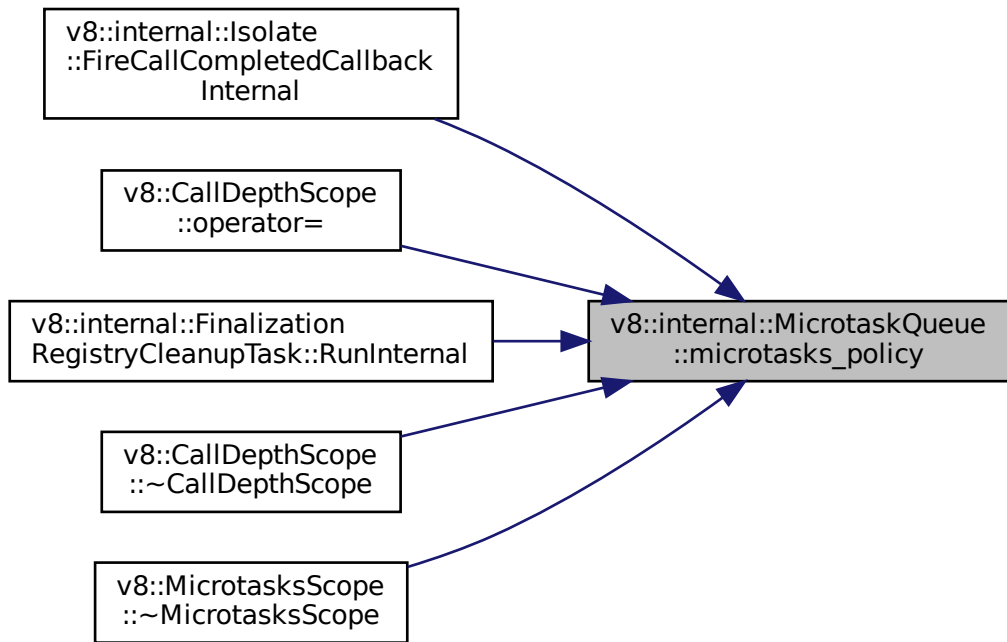 v8::internal::Isolate
::FireCallCompletedCallback
Internal
v8::CallDepthScope
::operator=
v8::internal::Finalization
RegistryCleanupTask::RunInternal
v8::internal::MicrotaskQueue
::microtasks_policy
v8::CallDepthScope
::~CallDepthScope
v8::MicrotasksScope
::~MicrotasksScope